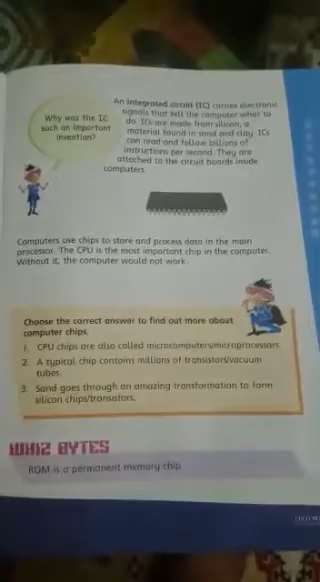 An integrated circuit (IC) carries electronic
signals that tell the computer what to
do. ICs are made from silicon, a
material found in sand and clay. ICs
can read and follow billions of
instructions per second. They are
attached to the circuit boards inside
computers.
Why was the IC
such an important
invention?
Computers use chips to store and process data in the main
processor. The CPU is the most important chip in the computer.
Without it, the computer would not work.
Choose the correct answer to find out more about
computer chips.
1. CPU chips are also called microcomputers/microprocessors.
2. A typical chip contains millions of transistors/vacuum
tubes.
3. Sand goes through an amazing transformation to form
silicon chips/transistors.
WHIZ BYTES
ROM is a permanent memory chip.